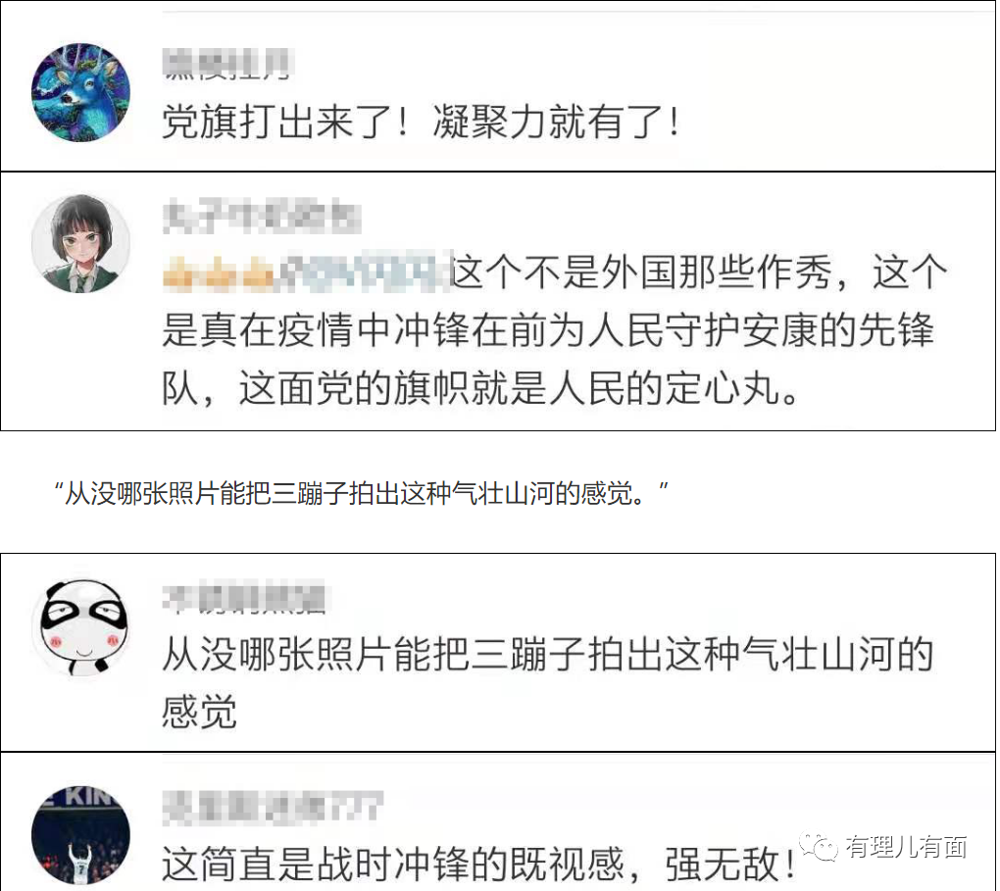 党旗打出来了！凝聚力就有了！
这个不是外国那些作秀，这个
是真在疫情中冲锋在前为人民守护安康的先锋
队，这面党的旗帜就是人民的定心丸。
“从没哪张照片能把三蹦子拍出这种气壮山河的感觉。”
从没哪张照片能把三蹦子拍出这种气壮山河的
感觉
777
这简直是战时冲锋的既视感，强无敌！
有理儿有面